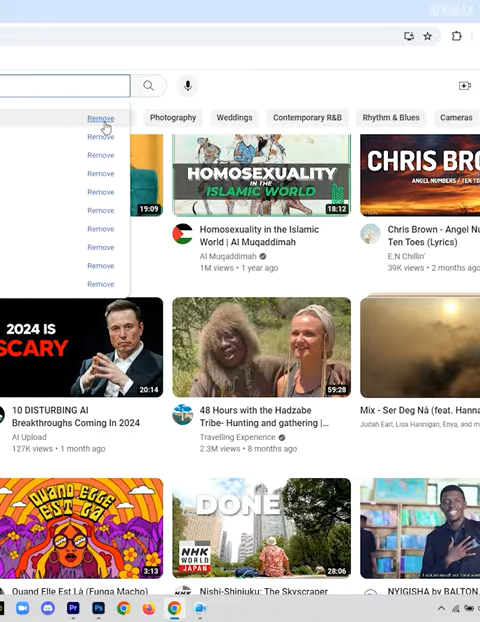 Remove
Remove
Remove
Remove
Remove
Remove
Remove
Remove
Remove
Remove
Photography
Weddings
Contemporary R&B
Rhythm & Blues
Cameras
19:09
HOMOSEXUALITY
IN THE
ISLAMIC WORLD
18:12
CHRIS BRO
ANGEL NUMBERS / TEN TO
Homosexuality in the Islamic
World | Al Muqaddimah
Al Muqaddimah
1M views • 1 year ago
Chris Brown - Angel Nu
Ten Toes (Lyrics)
E.N Chillin'
39K views • 2 months ago
2024 IS
SCARY
20:14
59:28
10 DISTURBING AI
Breakthroughs Coming In 2024
AI Upload
127K views • 1 month ago
48 Hours with the Hadzabe
Tribe- Hunting and gathering |...
Travelling Experience
2.3M views • 8 months ago
Mix - Ser Deg Nå (feat. Hanna
Judah Earl, Lisa Hannigan, Enya, and m
QUAND ELLE
EST LÀ
3:13
DONE
NHK
WORLD
JAPAN
28:06
Quand Elle Est Là (Funga Macho)
Nishi-Shinjuku: The Skyscraper
NYIGISHA by BALTON